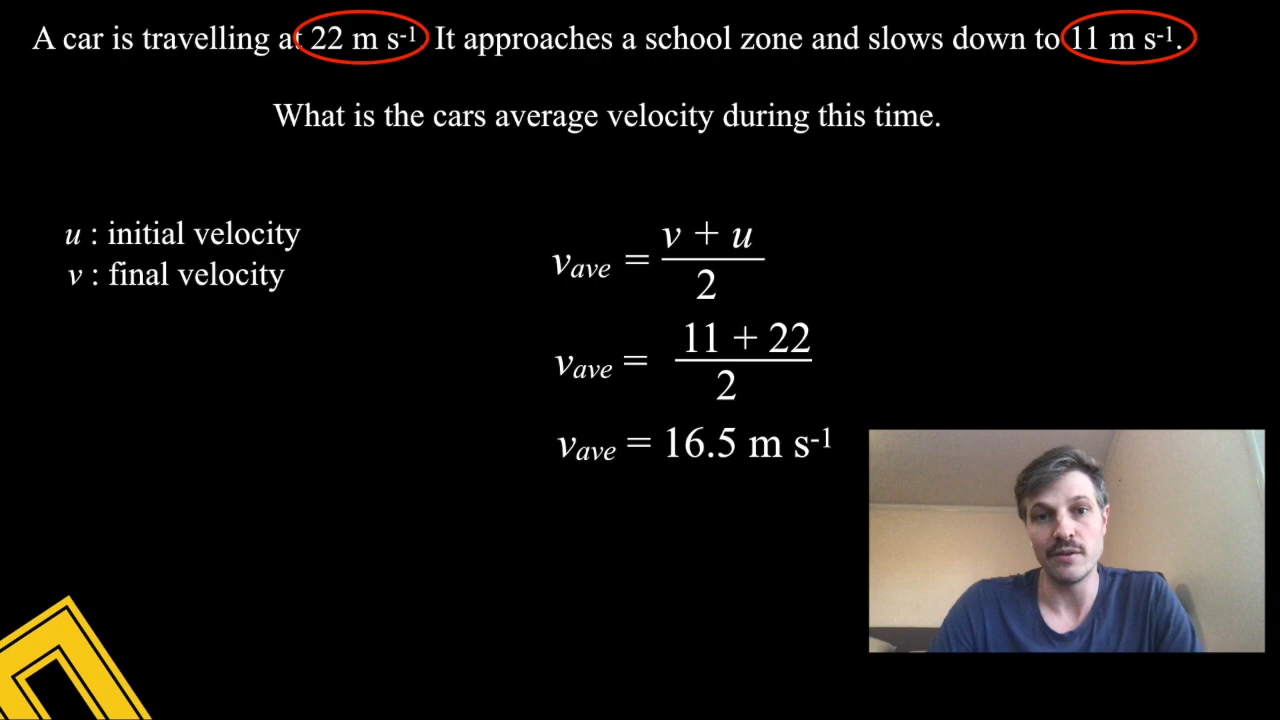 A car is travelling at 22 m s⁻¹ It approaches a school zone and slows down to 11 m s⁻¹.
What is the cars average velocity during this time.
u : initial velocity
v : final velocity
vₐᵥₑ = (v + u) / 2
vₐᵥₑ = (11 + 22) / 2
vₐᵥₑ = 16.5 m s⁻¹